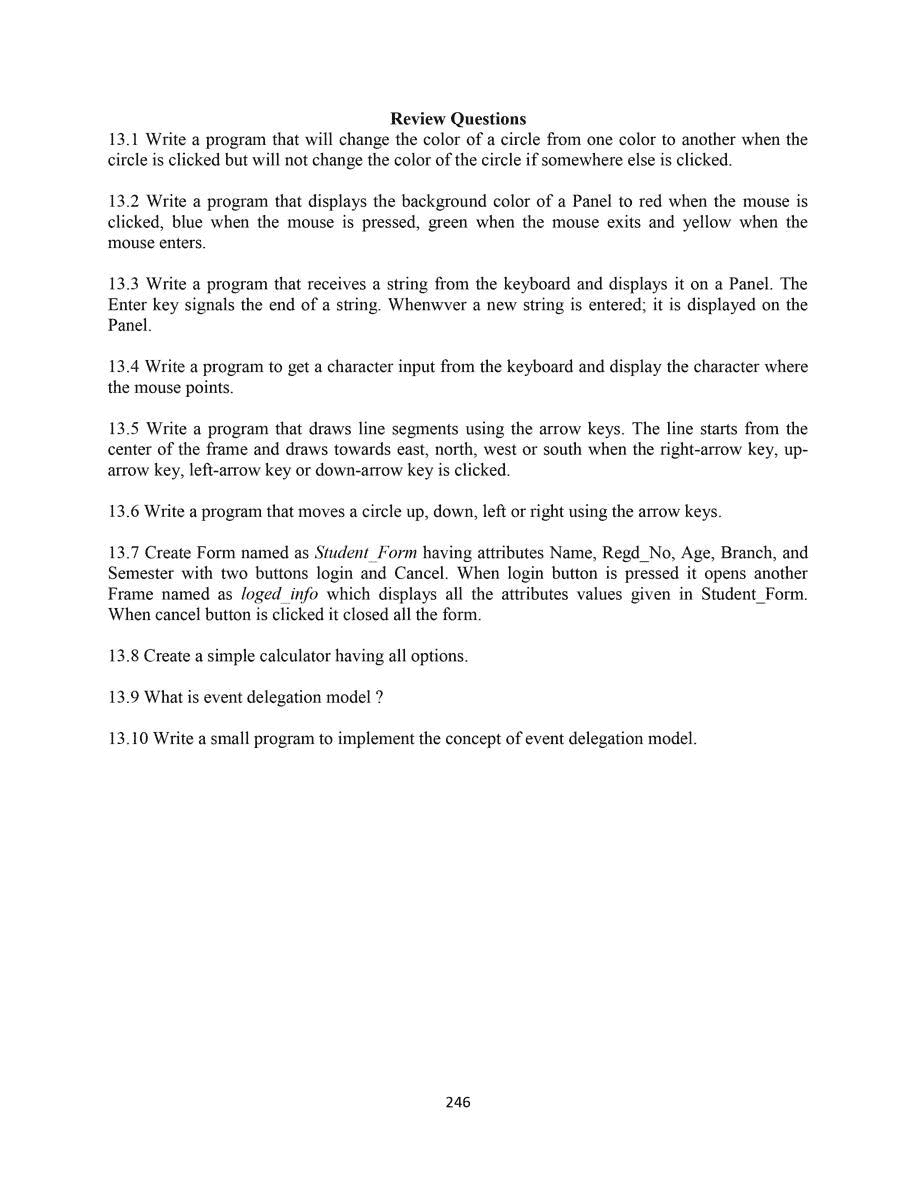 Review Questions
13.1 Write a program that will change the color of a circle from one color to another when the
circle is clicked but will not change the color of the circle if somewhere else is clicked.
13.2 Write a program that displays the background color of a Panel to red when the mouse is
clicked, blue when the mouse is pressed, green when the mouse exits and yellow when the
mouse enters.
13.3 Write a program that receives a string from the keyboard and displays it on a Panel. The
Enter key signals the end of a string. Whenwver a new string is entered; it is displayed on the
Panel.
13.4 Write a program to get a character input from the keyboard and display the character where
the mouse points.
13.5 Write a program that draws line segments using the arrow keys. The line starts from the
center of the frame and draws towards east, north, west or south when the right-arrow key, up-
arrow key, left-arrow key or down-arrow key is clicked.
13.6 Write a program that moves a circle up, down, left or right using the arrow keys.
13.7 Create Form named as Student_Form having attributes Name, Regd_No, Age, Branch, and
Semester with two buttons login and Cancel. When login button is pressed it opens another
Frame named as loged_info which displays all the attributes values given in Student_Form.
When cancel button is clicked it closed all the form.
13.8 Create a simple calculator having all options.
13.9 What is event delegation model ?
13.10 Write a small program to implement the concept of event delegation model.
246